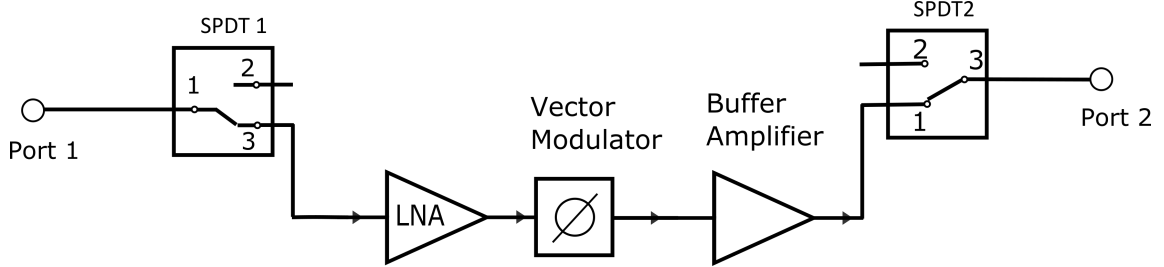 SPDT 1
1
2
3
Port 1
LNA
Vector
Modulator
Buffer
Amplifier
SPDT2
2
3
1
Port 2